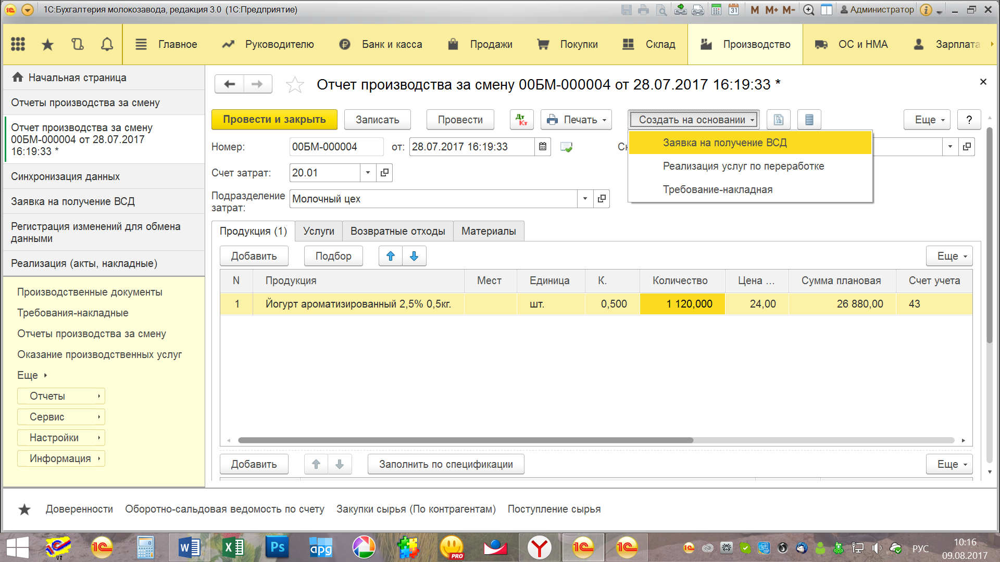 1С:Бухгалтерия молокозавода, редакция 3.0 (1С:Предприятие)
31 M M+ M- Администратор
Главное Руководителю Банк и касса Продажи Покупки Склад Производство ОС и НМА Зарплата
Начальная страница
Отчеты производства за смену
Отчет производства за смену
00БМ-000004 от 28.07.2017
16:19:33 *
Синхронизация данных
Заявка на получение ВСД
Регистрация изменений для обмена
данными
Реализация (акты, накладные)
Производственные документы
Требования-накладные
Отчеты производства за смену
Оказание производственных услуг
Еще
Отчеты
Сервис
Настройки
Информация
Отчет производства за смену 00БМ-000004 от 28.07.2017 16:19:33 *
Провести и закрыть Записать Провести Дт Кт Печать Создать на основании Еще ?
Заявка на получение ВСД
Реализация услуг по переработке
Требование-накладная
Номер: 00БМ-000004 от: 28.07.2017 16:19:33
Счет затрат: 20.01
Подразделение
затрат:
Молочный цех
Продукция (1) Услуги Возвратные отходы Материалы
Добавить Подбор Еще
N Продукция Мест Единица К. Количество Цена ... Сумма плановая Счет учета
1 Йогурт ароматизированный 2,5% 0,5кг. шт. 0,500 1 120,000 24,00 26 880,00 43
Добавить Заполнить по спецификации Еще
Доверенности Оборотно-сальдовая ведомость по счету Закупки сырья (По контрагентам) Поступление сырья
Ps apg PRO РУС
10:16
09.08.2017